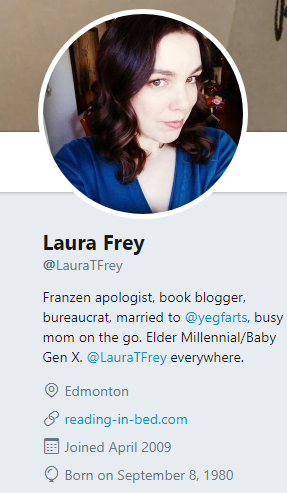 Laura Frey
@LauraTFrey
Franzen apologist, book blogger,
bureaucrat, married to @yegfarts, busy
mom on the go. Elder Millennial/Baby
Gen X. @LauraTFrey everywhere.
Edmonton
reading-in-bed.com
Joined April 2009
Born on September 8, 1980